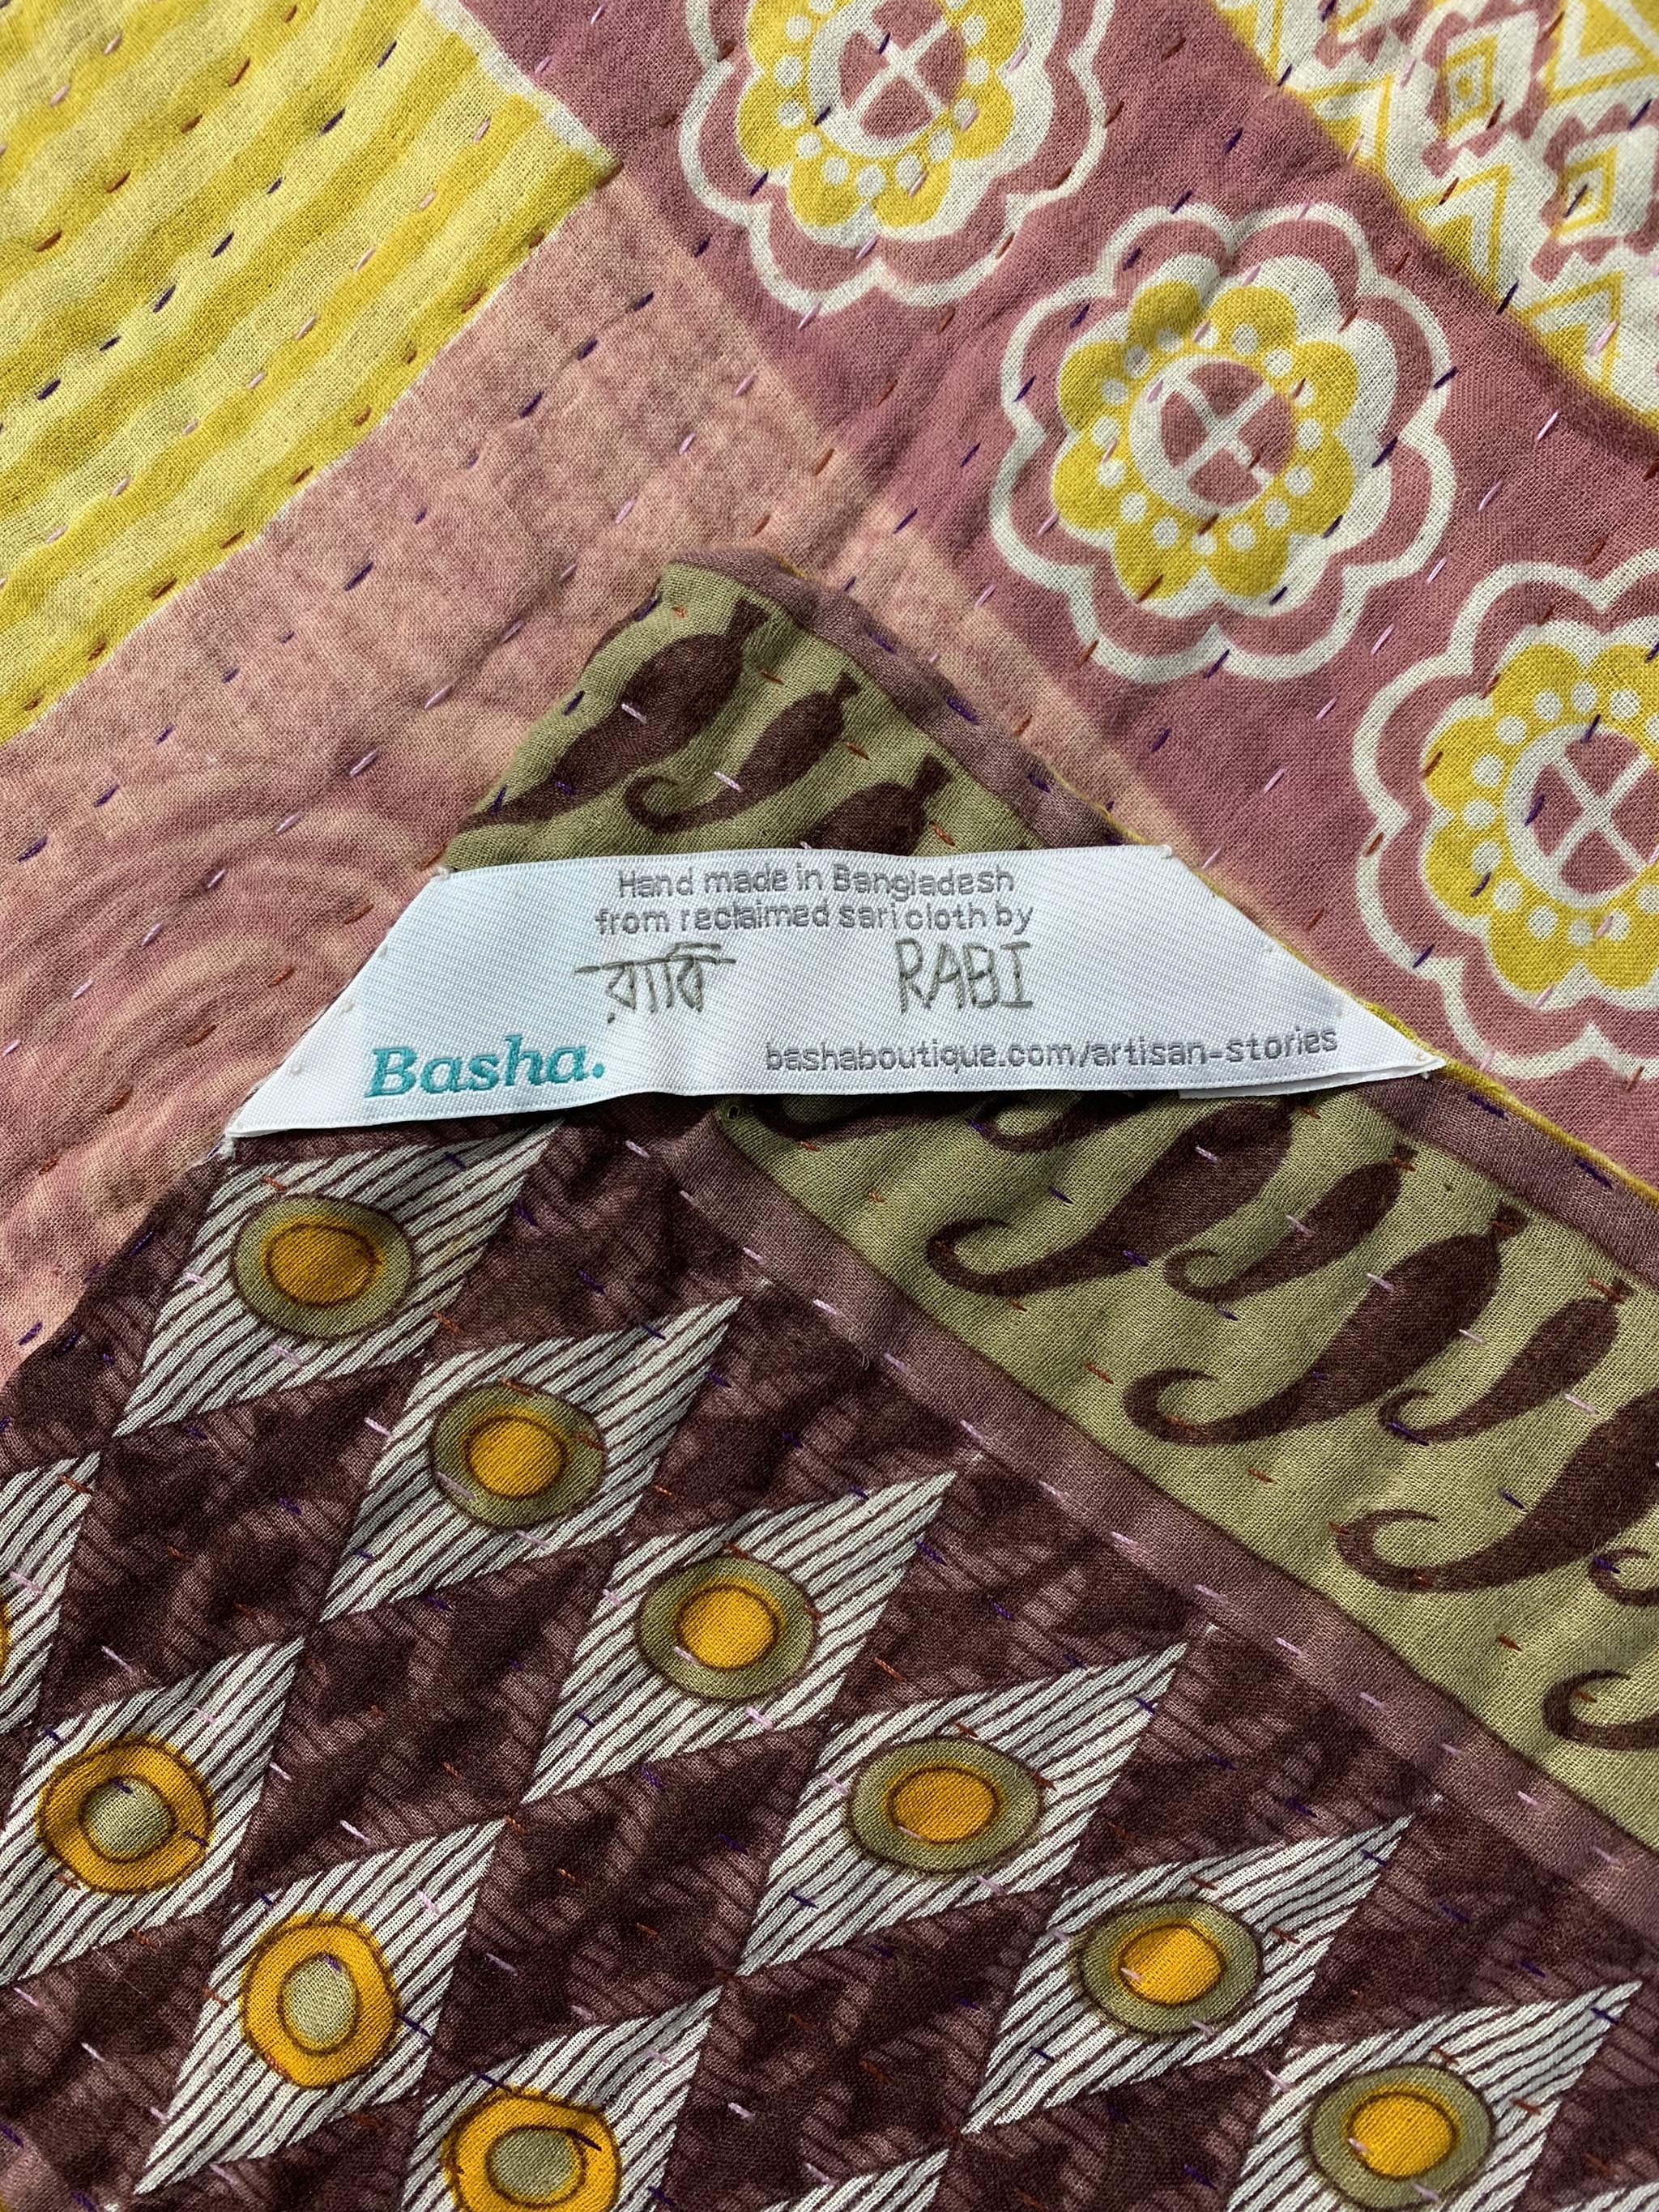 Hand made in Bangladesh
from reclaimed sari cloth by
রাবি RABI
Basha. bashaboutique.com/artisan-stories